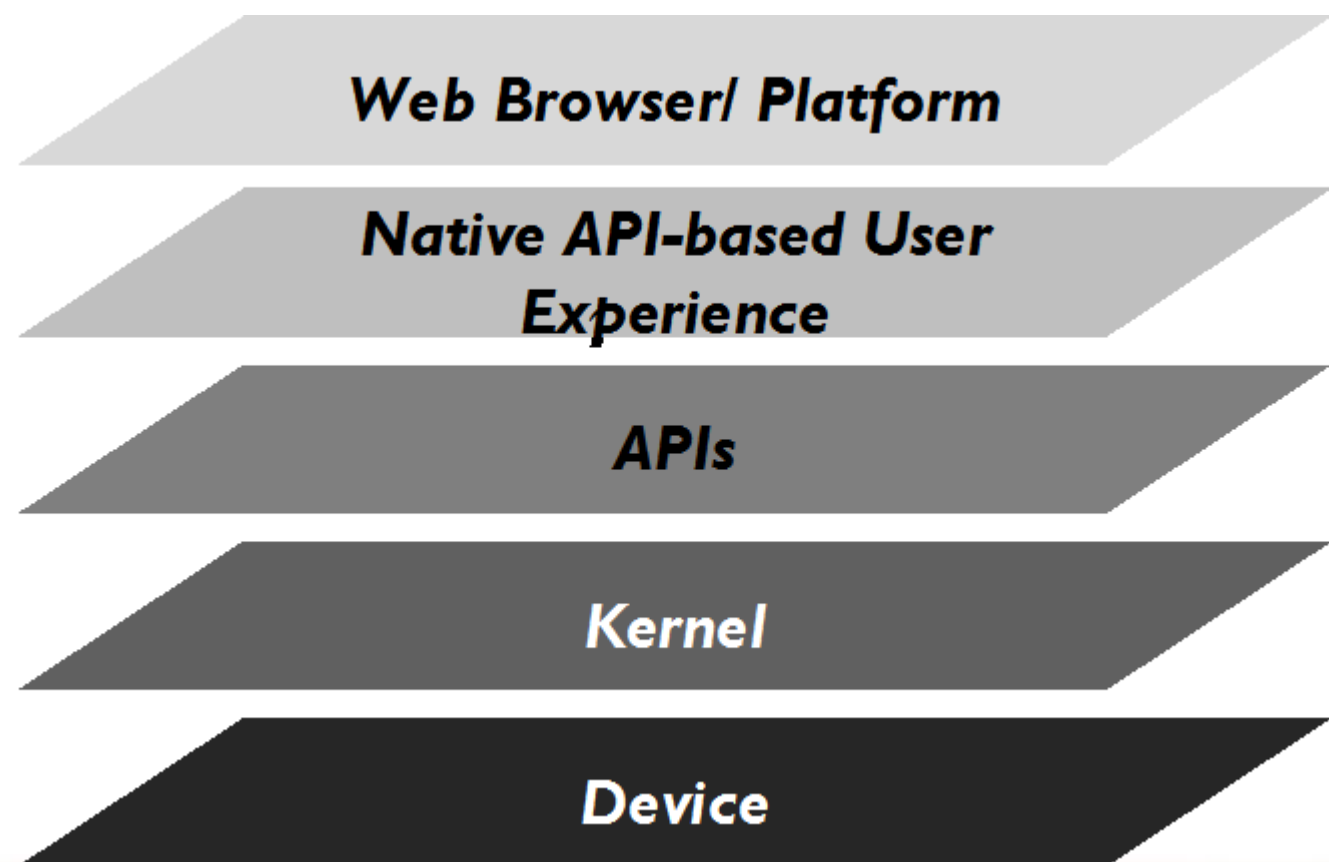 Web Browser/ Platform
Native API-based User
Experience
APIs
Kernel
Device